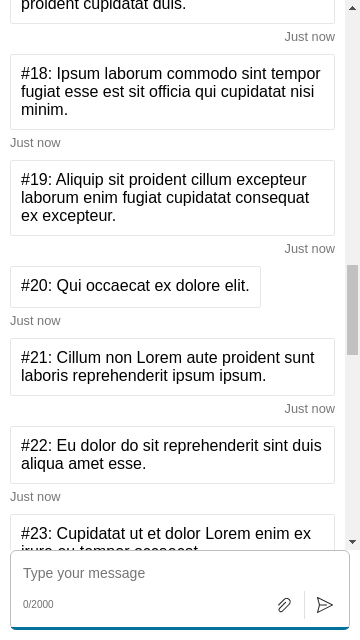 proident cupidatat duis.
Just now
#18: Ipsum laborum commodo sint tempor
fugiat esse est sit officia qui cupidatat nisi
minim.
Just now
#19: Aliquip sit proident cillum excepteur
laborum enim fugiat cupidatat consequat
ex excepteur.
Just now
#20: Qui occaecat ex dolore elit.
Just now
#21: Cillum non Lorem aute proident sunt
laboris reprehenderit ipsum ipsum.
Just now
#22: Eu dolor do sit reprehenderit sint duis
aliqua amet esse.
Just now
#23: Cupidatat ut et dolor Lorem enim ex
irure eu tempor occaecat
Type your message
0/2000